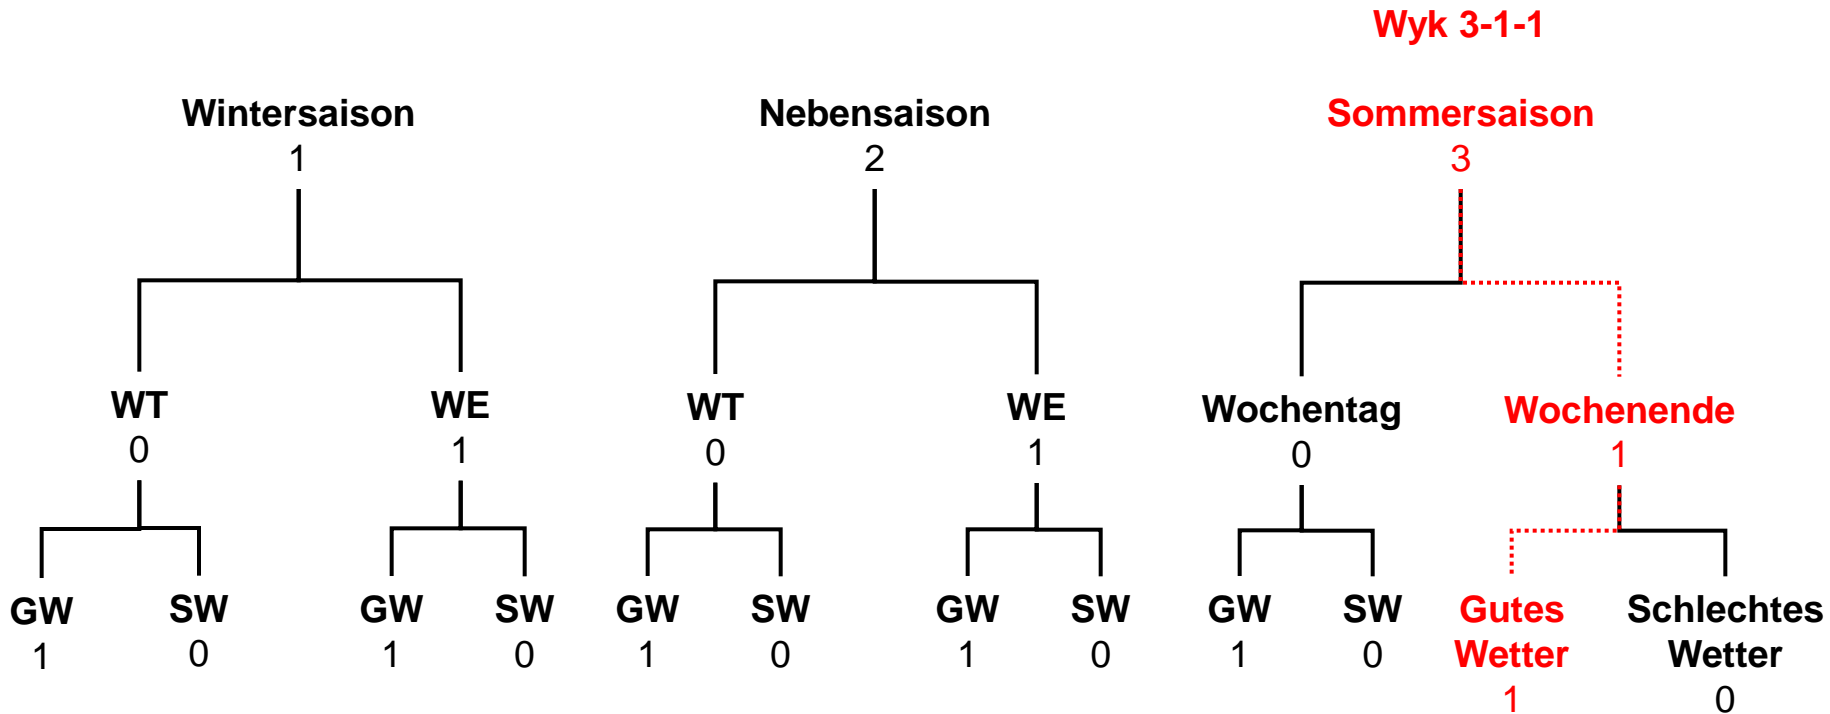 Wyk 3-1-1
Wintersaison Nebensaison Sommersaison
1 2 3
WT WE WT WE Wochentag Wochenende
0 1 0 1 0 1
GW SW GW SW GW SW GW SW GW SW Gutes Schlechtes
1 0 1 0 1 0 1 0 1 0 Wetter Wetter
1 0